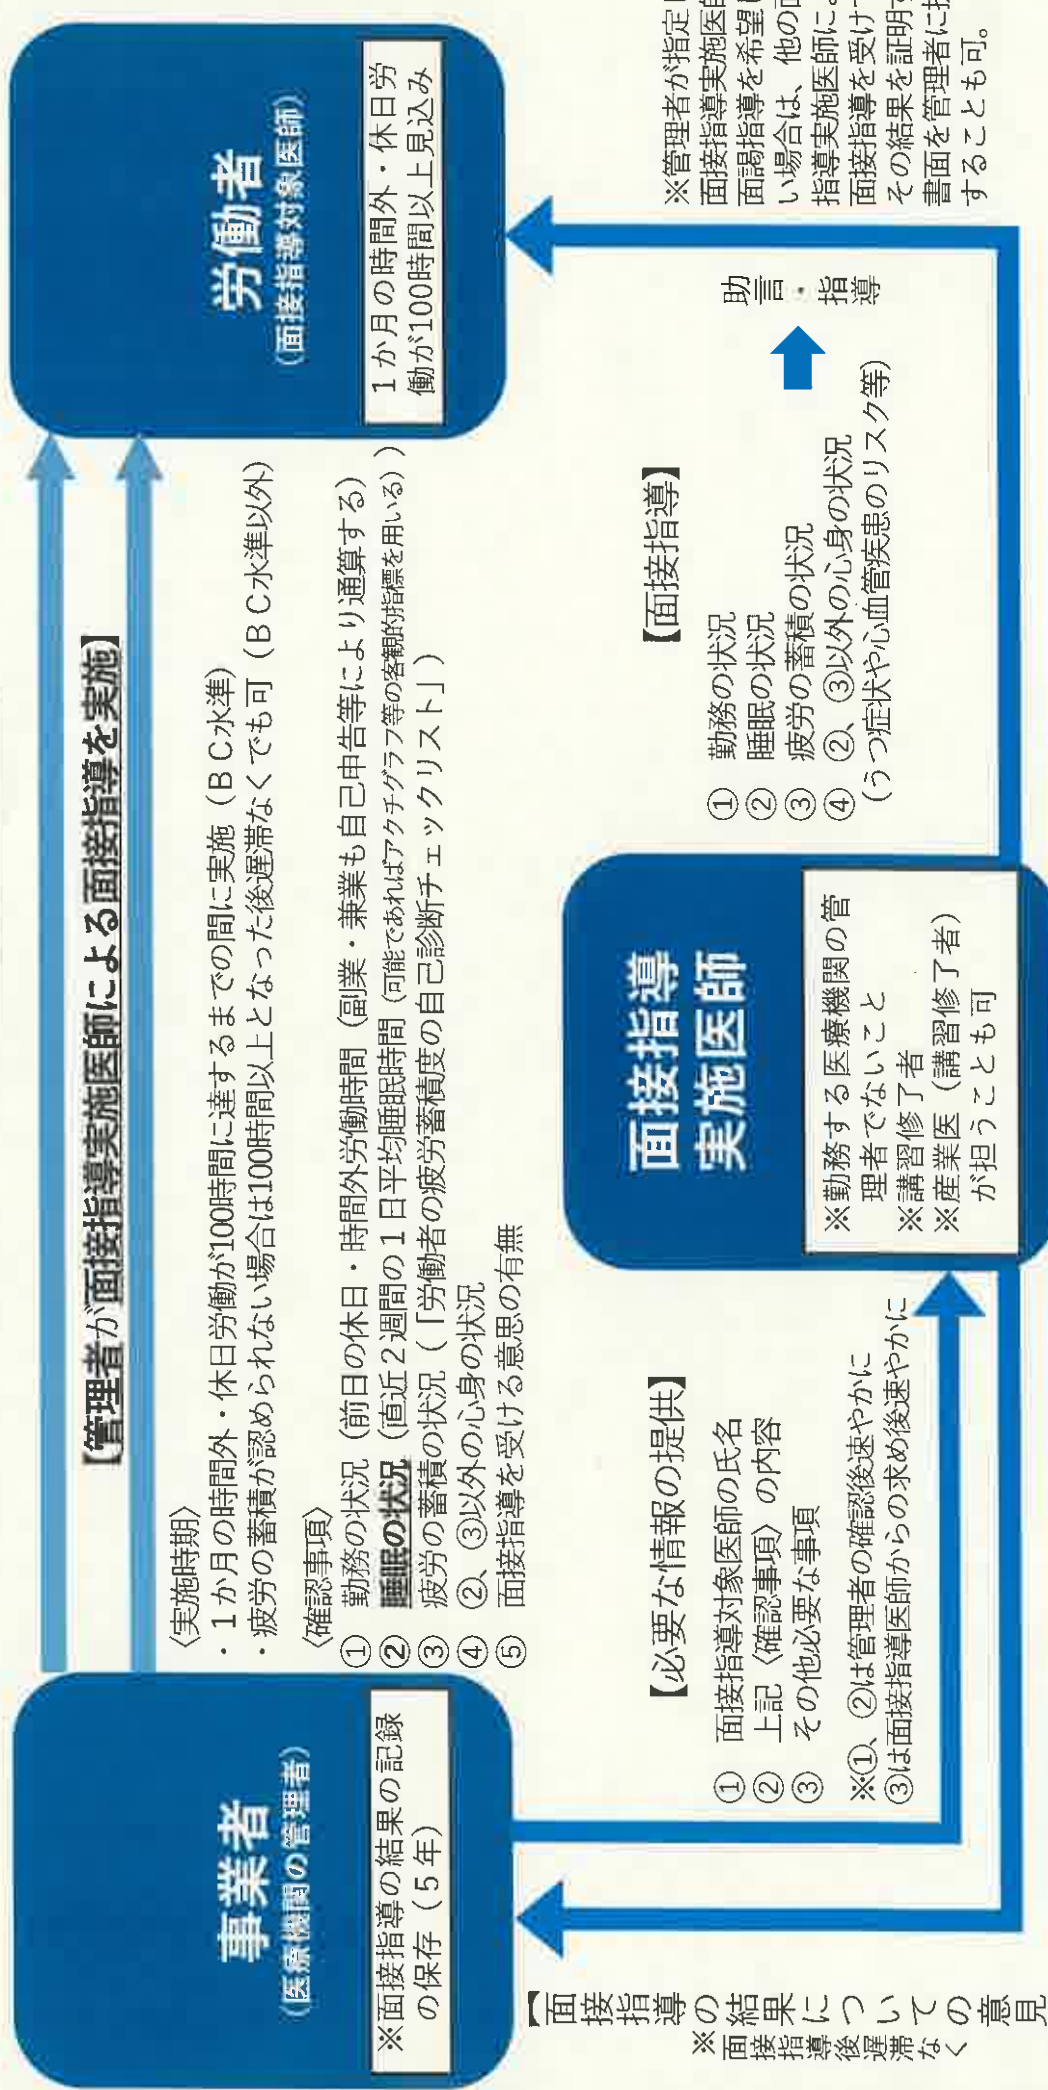 【管理者が面接指導実施医師による面接指導を実施】
事業者
(医療機関の管理者)
※面接指導の結果の記録
の保存（５年）
〈実施時期〉
・１か月の時間外・休日労働が100時間に達するまでの間に実施（ＢＣ水準）
・疲労の蓄積が認められない場合は100時間以上となった後遅滞なくでも可（ＢＣ水準以外）
〈確認事項〉
① 勤務の状況（前日の休日・時間外労働時間（副業・兼業も自己申告等により通算する）
② 睡眠の状況（直近２週間の１日平均睡眠時間（可能であればアクチグラフ等の客観的指標を用いる））
③ 疲労の蓄積の状況（「労働者の疲労蓄積度の自己診断チェックリスト」）
④ ②、③以外の心身の状況
⑤ 面接指導を受ける意思の有無
労働者
(面接指導対象医師)
１か月の時間外・休日労
働が100時間以上見込み
【面接指導の結果についての意見
※面接指導後遅滞なく
【必要な情報の提供】
① 面接指導対象医師の氏名
② 上記〈確認事項〉の内容
③ その他必要な事項
※①、②は管理者の確認後速やかに
③は面接指導医師からの求め後速やかに
面接指導
実施医師
※勤務する医療機関の管
理者でないこと
※講習修了者
※産業医（講習修了者）
が担うことも可
【面接指導】
① 勤務の状況
② 睡眠の状況
③ 疲労の蓄積の状況
④ ②、③以外の心身の状況
(うつ症状や心血管疾患のリスク等)
助言・指導
※管理者が指定
面接指導実施医師
面謁指導を希望
い場合は、他の面
指導実施医師によ
面接指導を受け
その結果を証明
書面を管理者に
することも可。